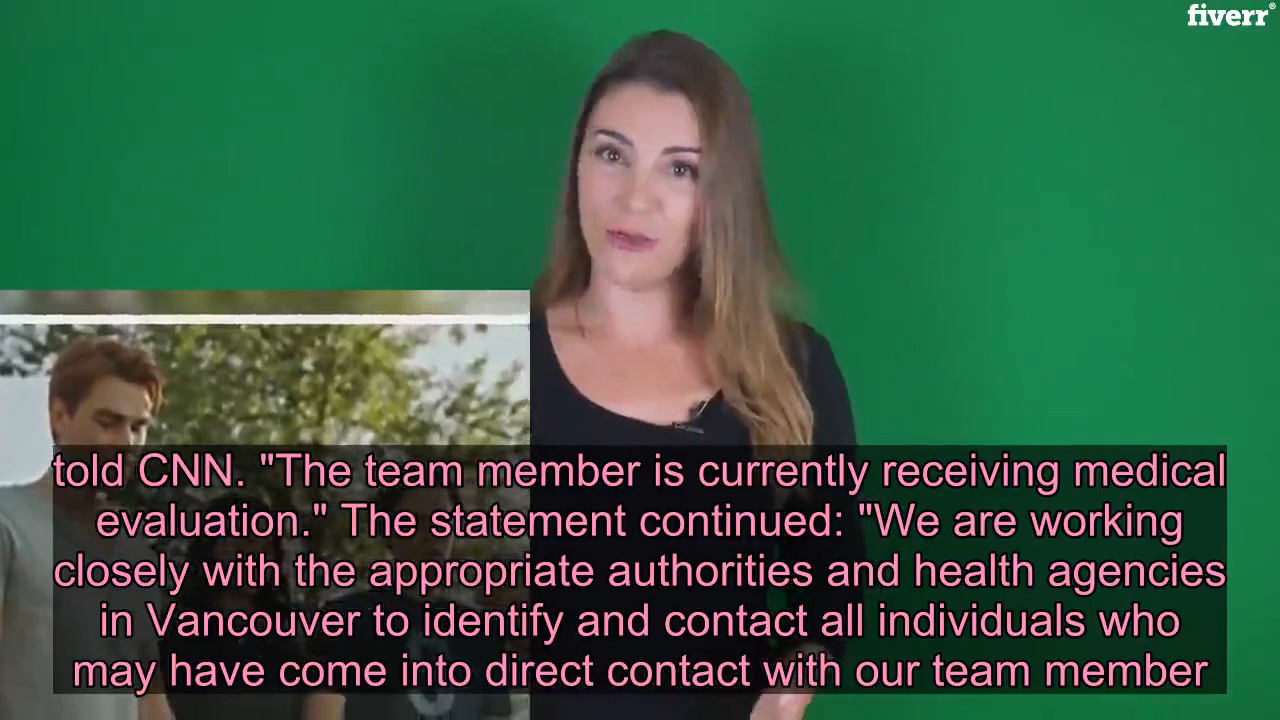 fiverr®
told CNN. "The team member is currently receiving medical
evaluation." The statement continued: "We are working
closely with the appropriate authorities and health agencies
in Vancouver to identify and contact all individuals who
may have come into direct contact with our team member